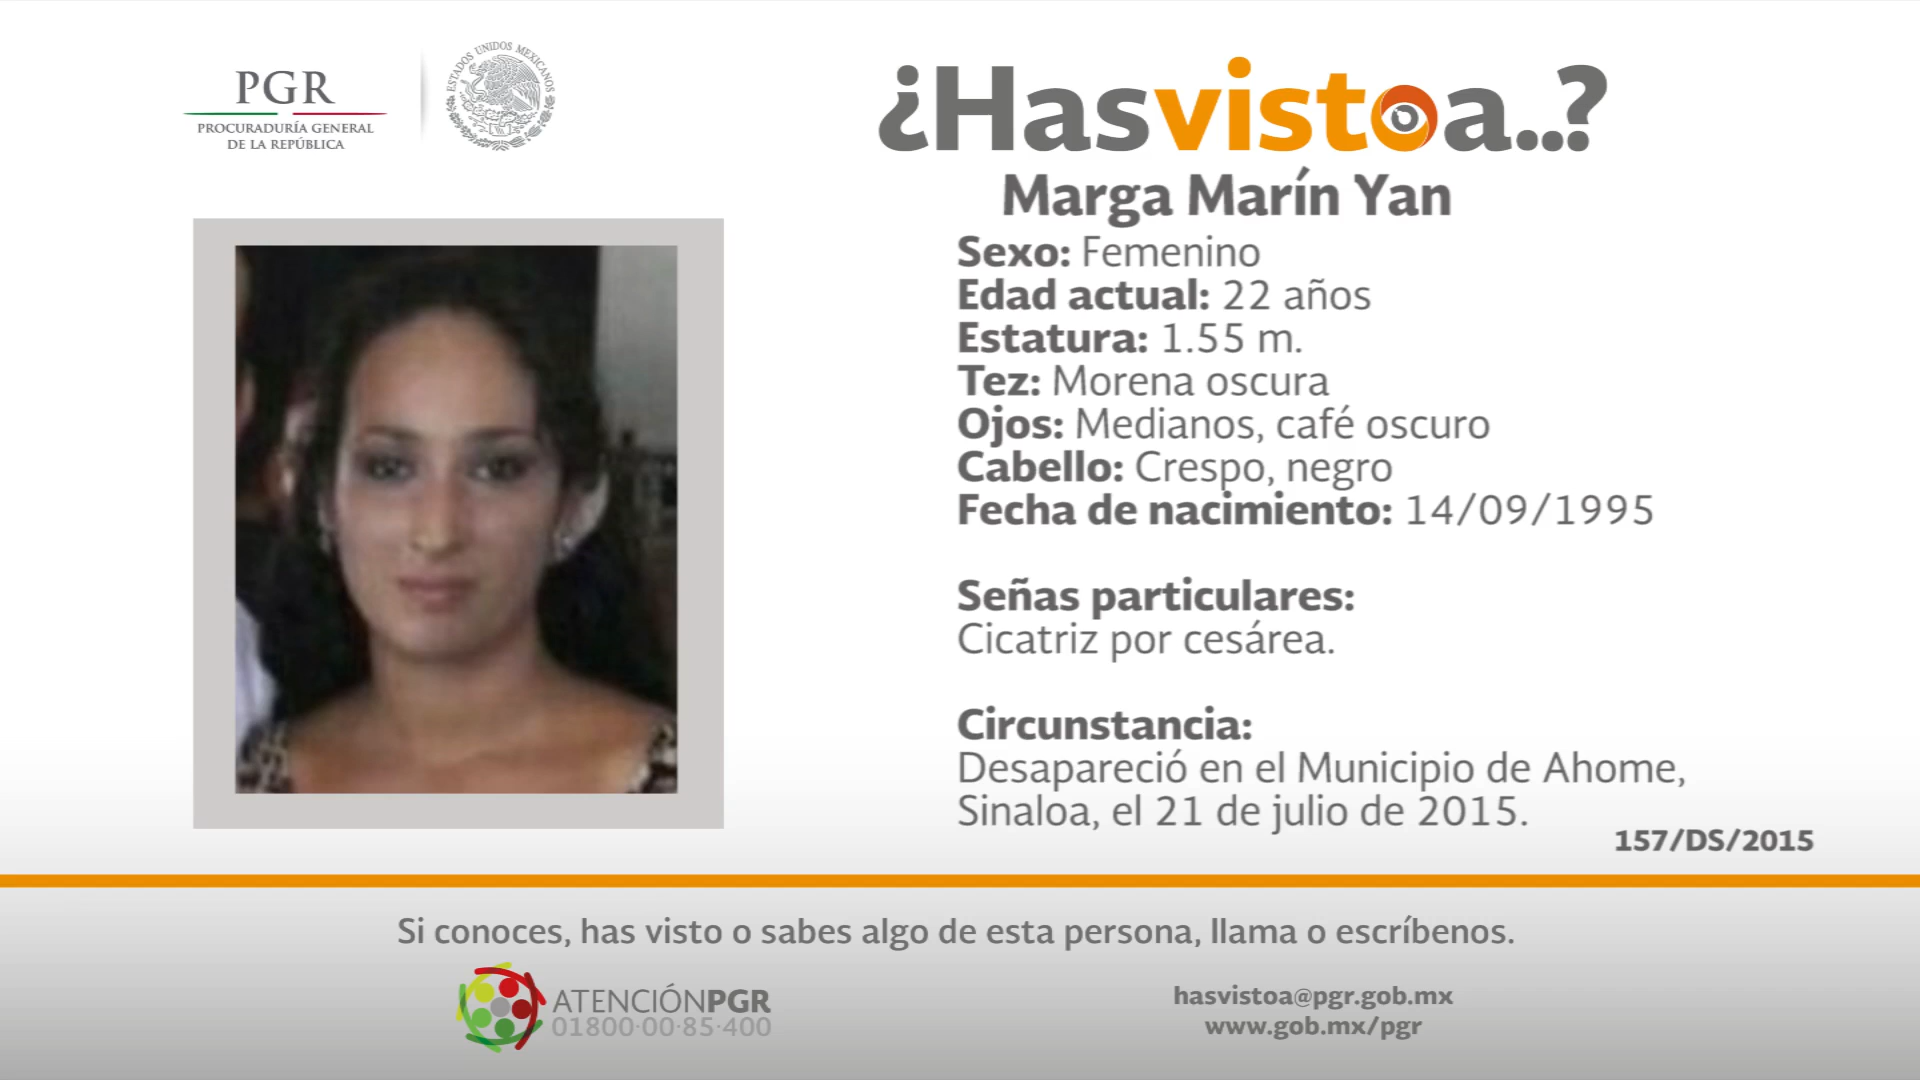 PGR
PROCURADURÍA GENERAL
DE LA REPÚBLICA
ESTADOS UNIDOS MEXICANOS
¿Hasvistoa..?
Marga Marín Yan
Sexo: Femenino
Edad actual: 22 años
Estatura: 1.55 m.
Tez: Morena oscura
Ojos: Medianos, café oscuro
Cabello: Crespo, negro
Fecha de nacimiento: 14/09/1995
Señas particulares:
Cicatriz por cesárea.
Circunstancia:
Desapareció en el Municipio de Ahome,
Sinaloa, el 21 de julio de 2015.
157/DS/2015
Si conoces, has visto o sabes algo de esta persona, llama o escríbenos.
ATENCIÓNPGR
01800·00·85·400
hasvistoa@pgr.gob.mx
www.gob.mx/pgr